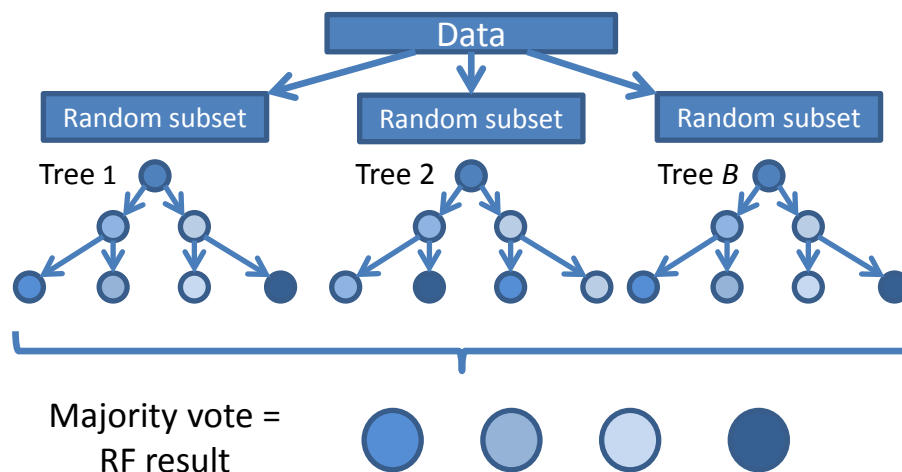 Data
Random subset
Random subset
Random subset
Tree 1
Tree 2
Tree B
Majority vote =
RF result